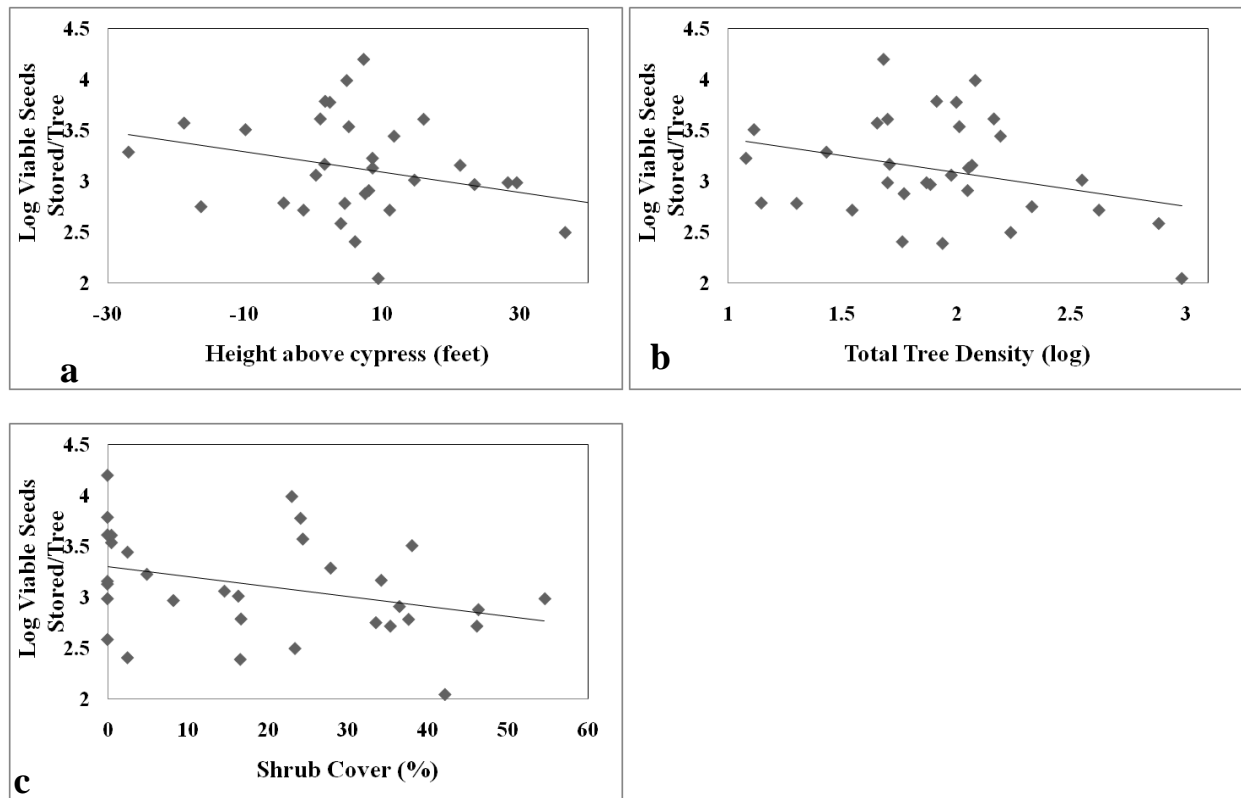 4.5
4
3.5
3
2.5
2
Log Viable Seeds
Stored/Tree
-30 -10 10 30
Height above cypress (feet)
a
4.5
4
3.5
3
2.5
2
Log Viable Seeds
Stored/Tree
1 1.5 2 2.5 3
Total Tree Density (log)
b
4.5
4
3.5
3
2.5
2
Log Viable Seeds
Stored/Tree
0 10 20 30 40 50 60
Shrub Cover (%)
c